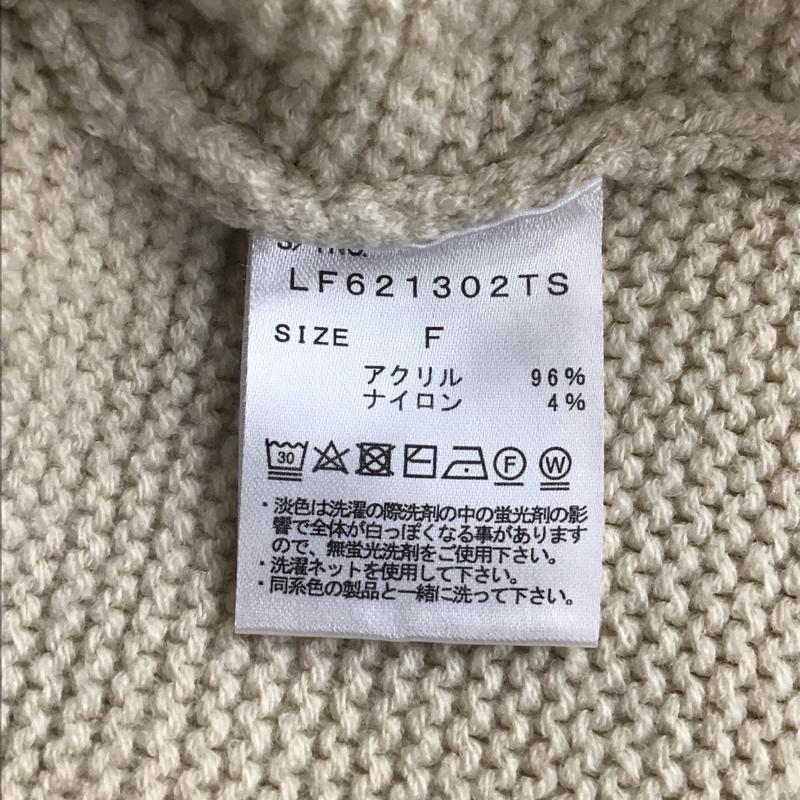 LF621302TS
SIZE F
アクリル 96%
ナイロン 4%
30 F W
・淡色は洗濯の際洗剤の中の蛍光剤の影
響で全体が白っぽくなる事があります
ので、無蛍光洗剤をご使用下さい。
・洗濯ネットを使用して下さい。
・同系色の製品と一緒に洗って下さい。